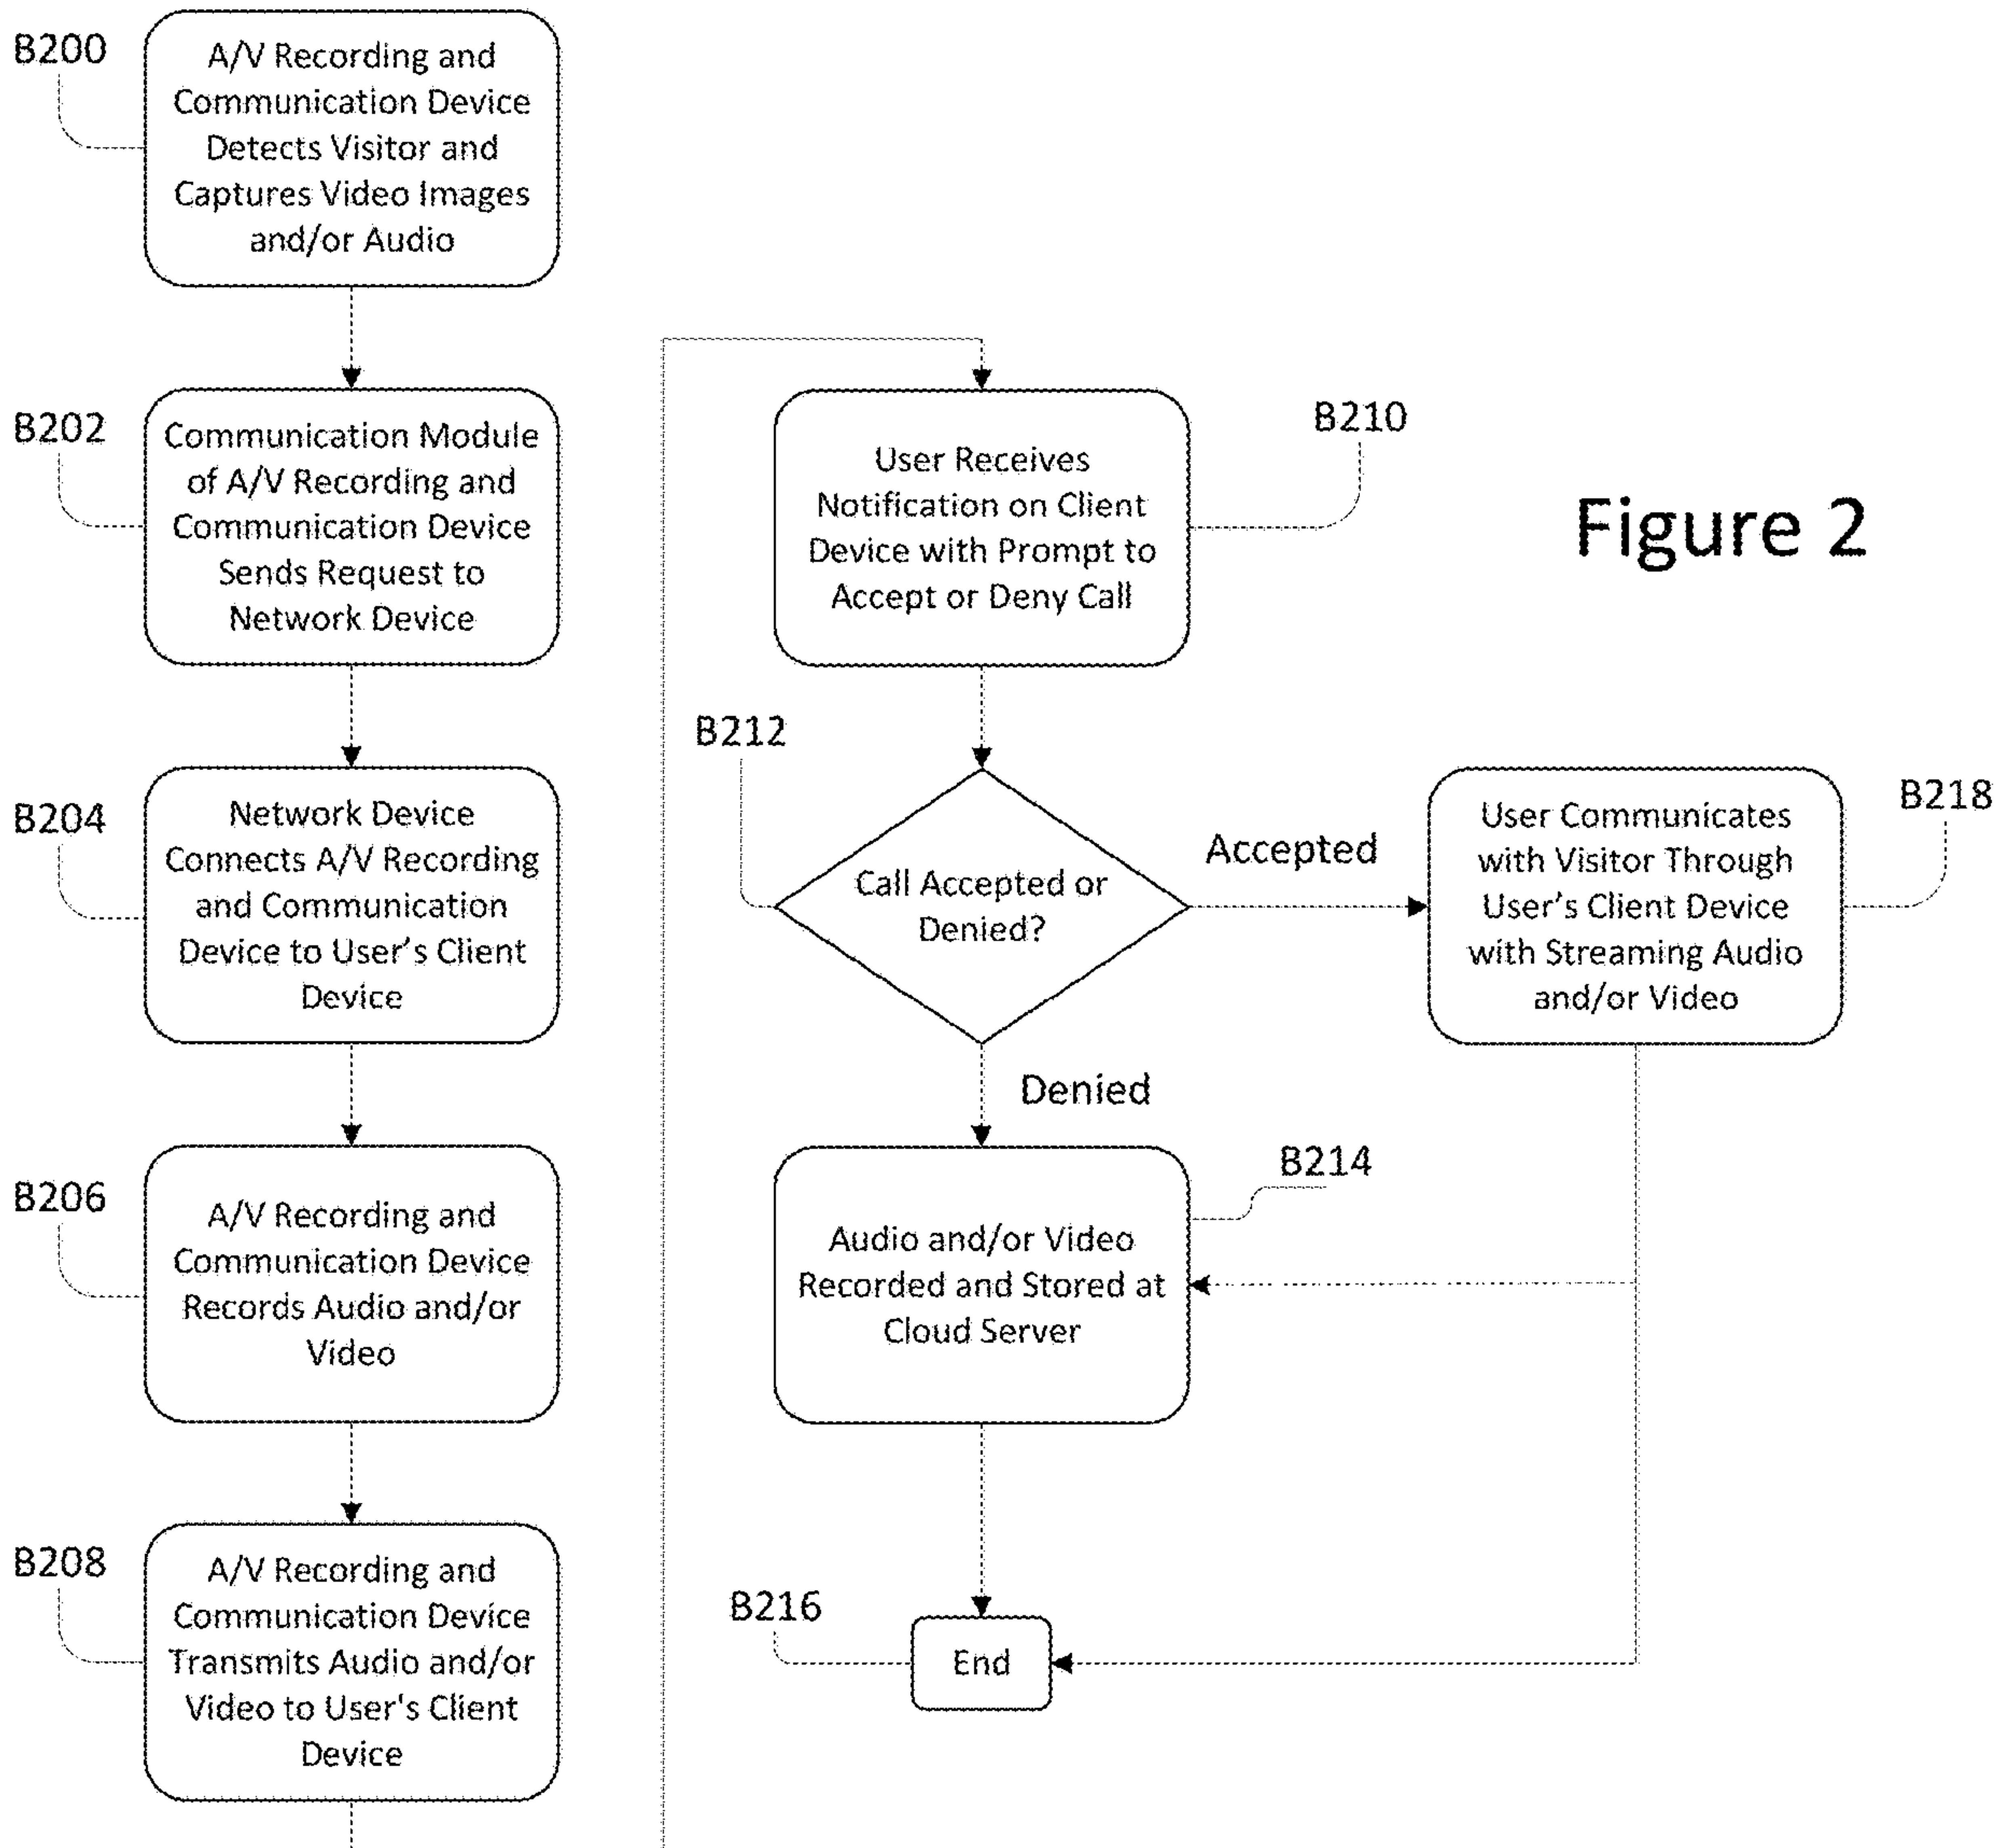 B200
A/V Recording and
Communication Device
Detects Visitor and
Captures Video Images
and/or Audio
B202
Communication Module
of A/V Recording and
Communication Device
Sends Request to
Network Device
B204
Network Device
Connects A/V Recording
and Communication
Device to User's Client
Device
B206
A/V Recording and
Communication Device
Records Audio and/or
Video
B208
A/V Recording and
Communication Device
Transmits Audio and/or
Video to User's Client
Device
B210
User Receives
Notification on Client
Device with Prompt to
Accept or Deny Call
Figure 2
B212
Call Accepted or
Denied?
Accepted
B218
User Communicates
with Visitor Through
User's Client Device
with Streaming Audio
and/or Video
Denied
B214
Audio and/or Video
Recorded and Stored at
Cloud Server
B216
End